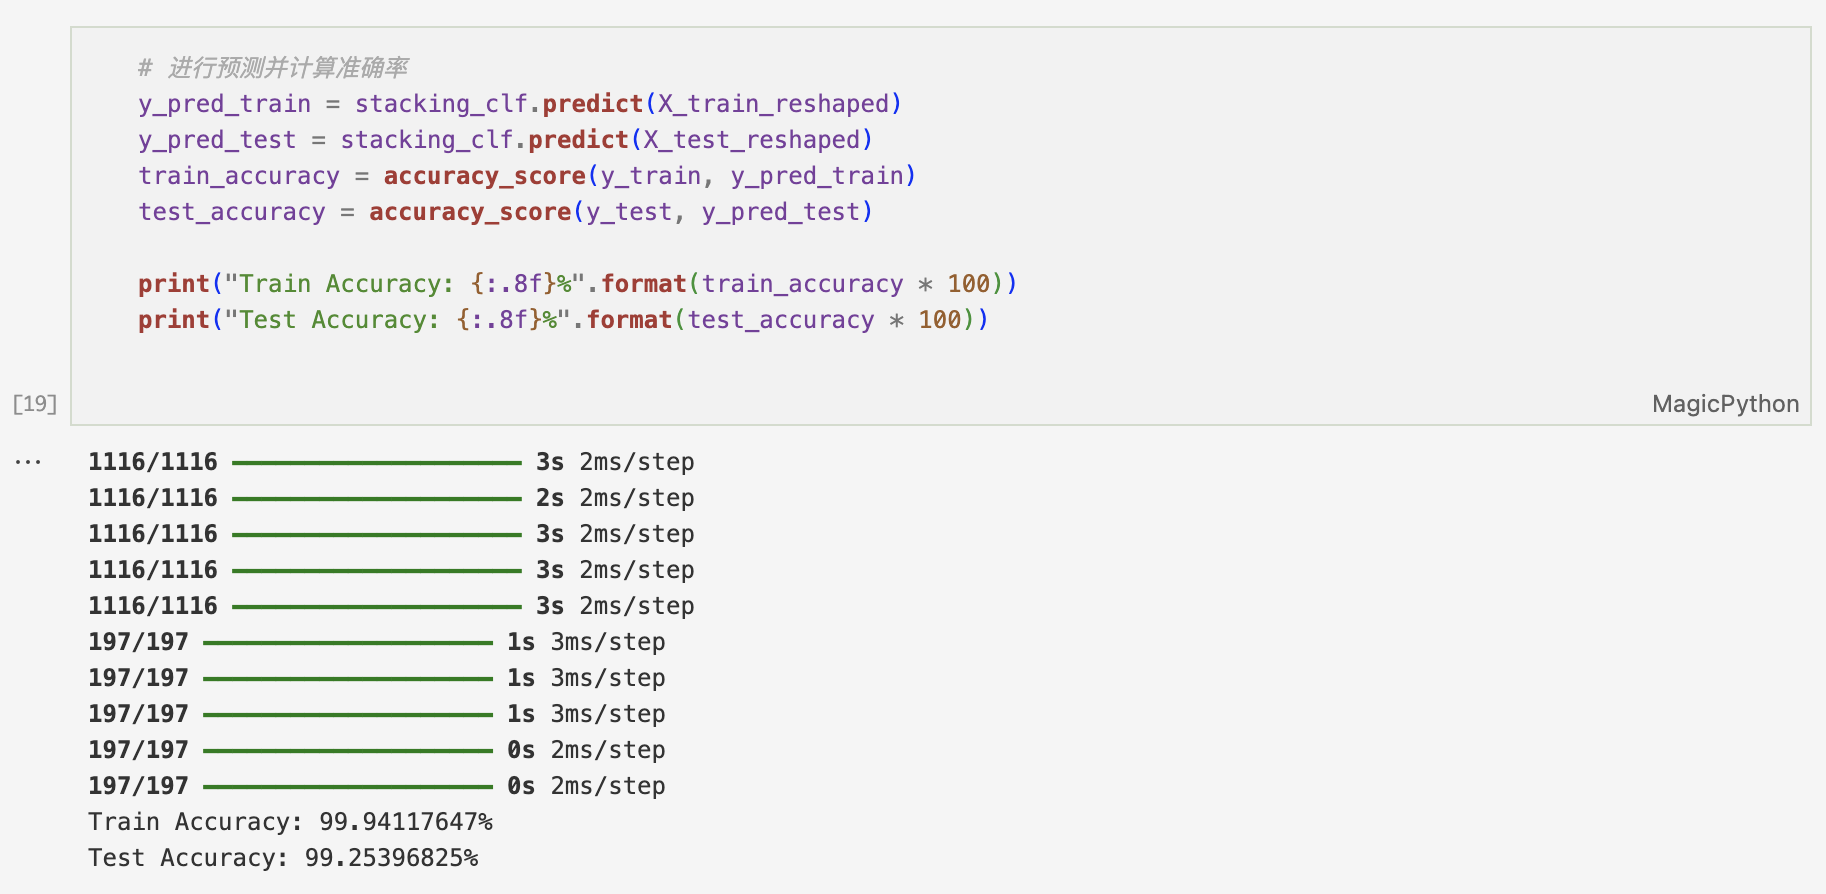 # 进行预测并计算准确率
y_pred_train = stacking_clf.predict(X_train_reshaped)
y_pred_test = stacking_clf.predict(X_test_reshaped)
train_accuracy = accuracy_score(y_train, y_pred_train)
test_accuracy = accuracy_score(y_test, y_pred_test)
print("Train Accuracy: {:.8f}%".format(train_accuracy * 100))
print("Test Accuracy: {:.8f}%".format(test_accuracy * 100))
[19]
MagicPython
...
1116/1116 3s 2ms/step
1116/1116 2s 2ms/step
1116/1116 3s 2ms/step
1116/1116 3s 2ms/step
1116/1116 3s 2ms/step
197/197 1s 3ms/step
197/197 1s 3ms/step
197/197 1s 3ms/step
197/197 0s 2ms/step
197/197 0s 2ms/step
Train Accuracy: 99.94117647%
Test Accuracy: 99.25396825%